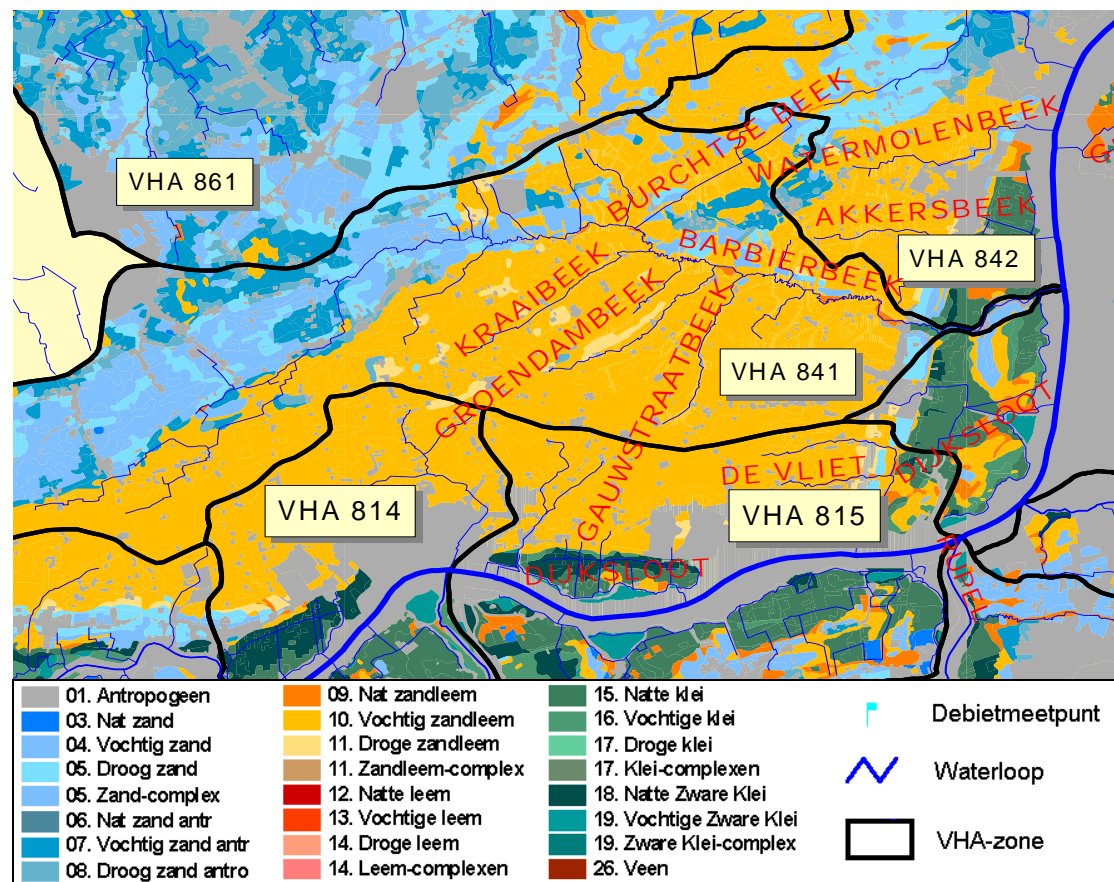 BURCHTSE BEEK
WATERMOLENBEEK
G
VHA 861
AKKERSBEEK
BARBIERBEEK
VHA 842
KRAAIBEEK
GROENDAMBEEK
VHA 841
GAUWSTRAATBEEK
DIJKSLOOT
DE VLIET
VHA 814
VHA 815
DIJKSLOOT
RUPEL
01. Antropogeen
03. Nat zand
04. Vochtig zand
05. Droog zand
05. Zand-complex
06. Nat zand antr
07. Vochtig zand antr
08. Droog zand antro
09. Nat zandleem
10. Vochtig zandleem
11. Droge zandleem
11. Zandleem-complex
12. Natte leem
13. Vochtige leem
14. Droge leem
14. Leem-complexen
15. Natte klei
16. Vochtige klei
17. Droge klei
17. Klei-complexen
18. Natte Zware Klei
19. Vochtige Zware Klei
19. Zware Klei-complex
26. Veen
Debietmeetpunt
Waterloop
VHA-zone